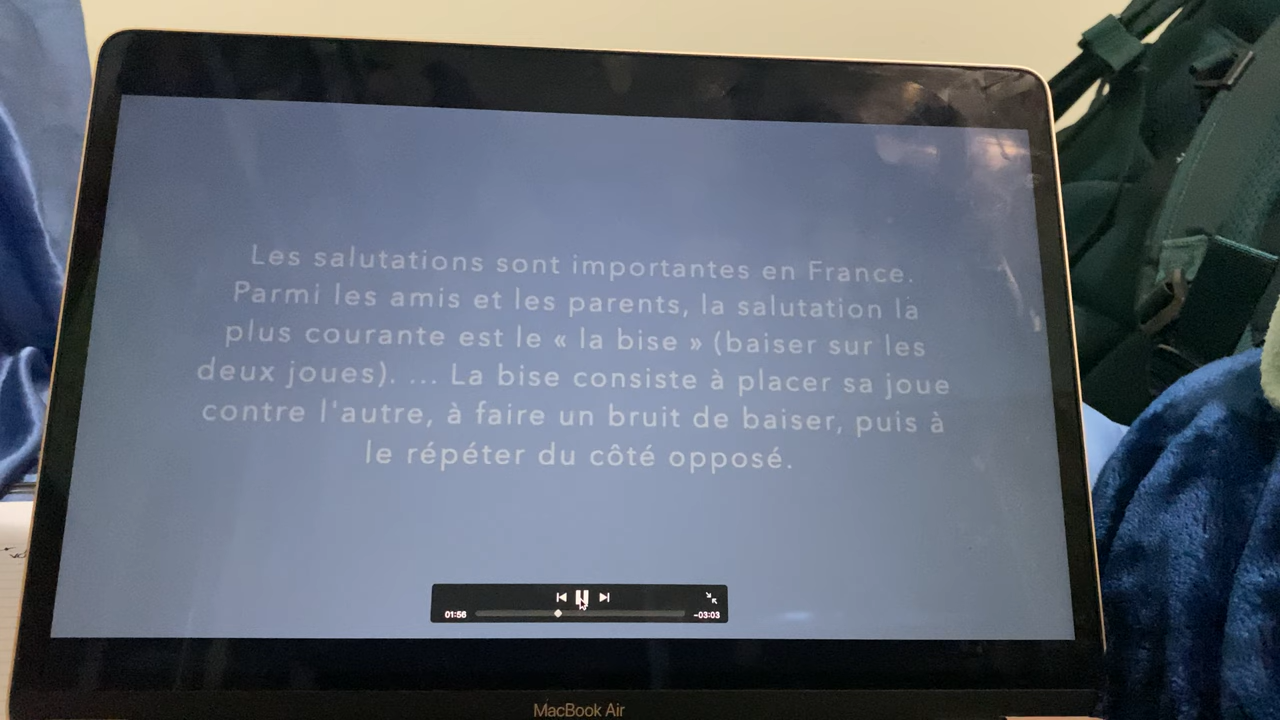 Les salutations sont importantes en France.
Parmi les amis et les parents, la salutation la
plus courante est le « la bise » (baiser sur les
deux joues). ... La bise consiste à placer sa joue
contre l'autre, à faire un bruit de baiser, puis à
le répéter du côté opposé.
01:56
-03:03
MacBook Air